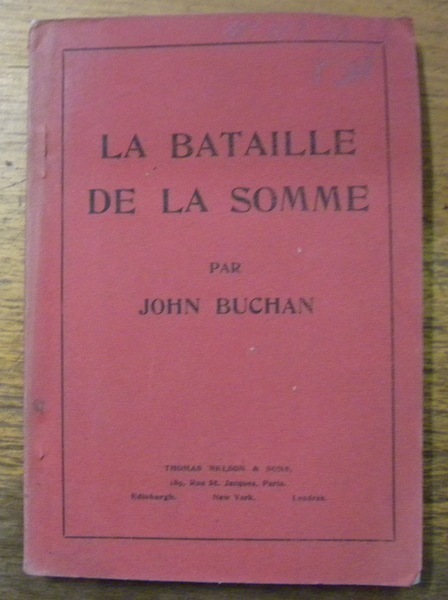 LA BATAILLE
DE LA SOMME
PAR
JOHN BUCHAN
THOMAS NELSON & SONS,
189, Rue St. Jacques, Paris.
Edinburgh. New York. Londres.